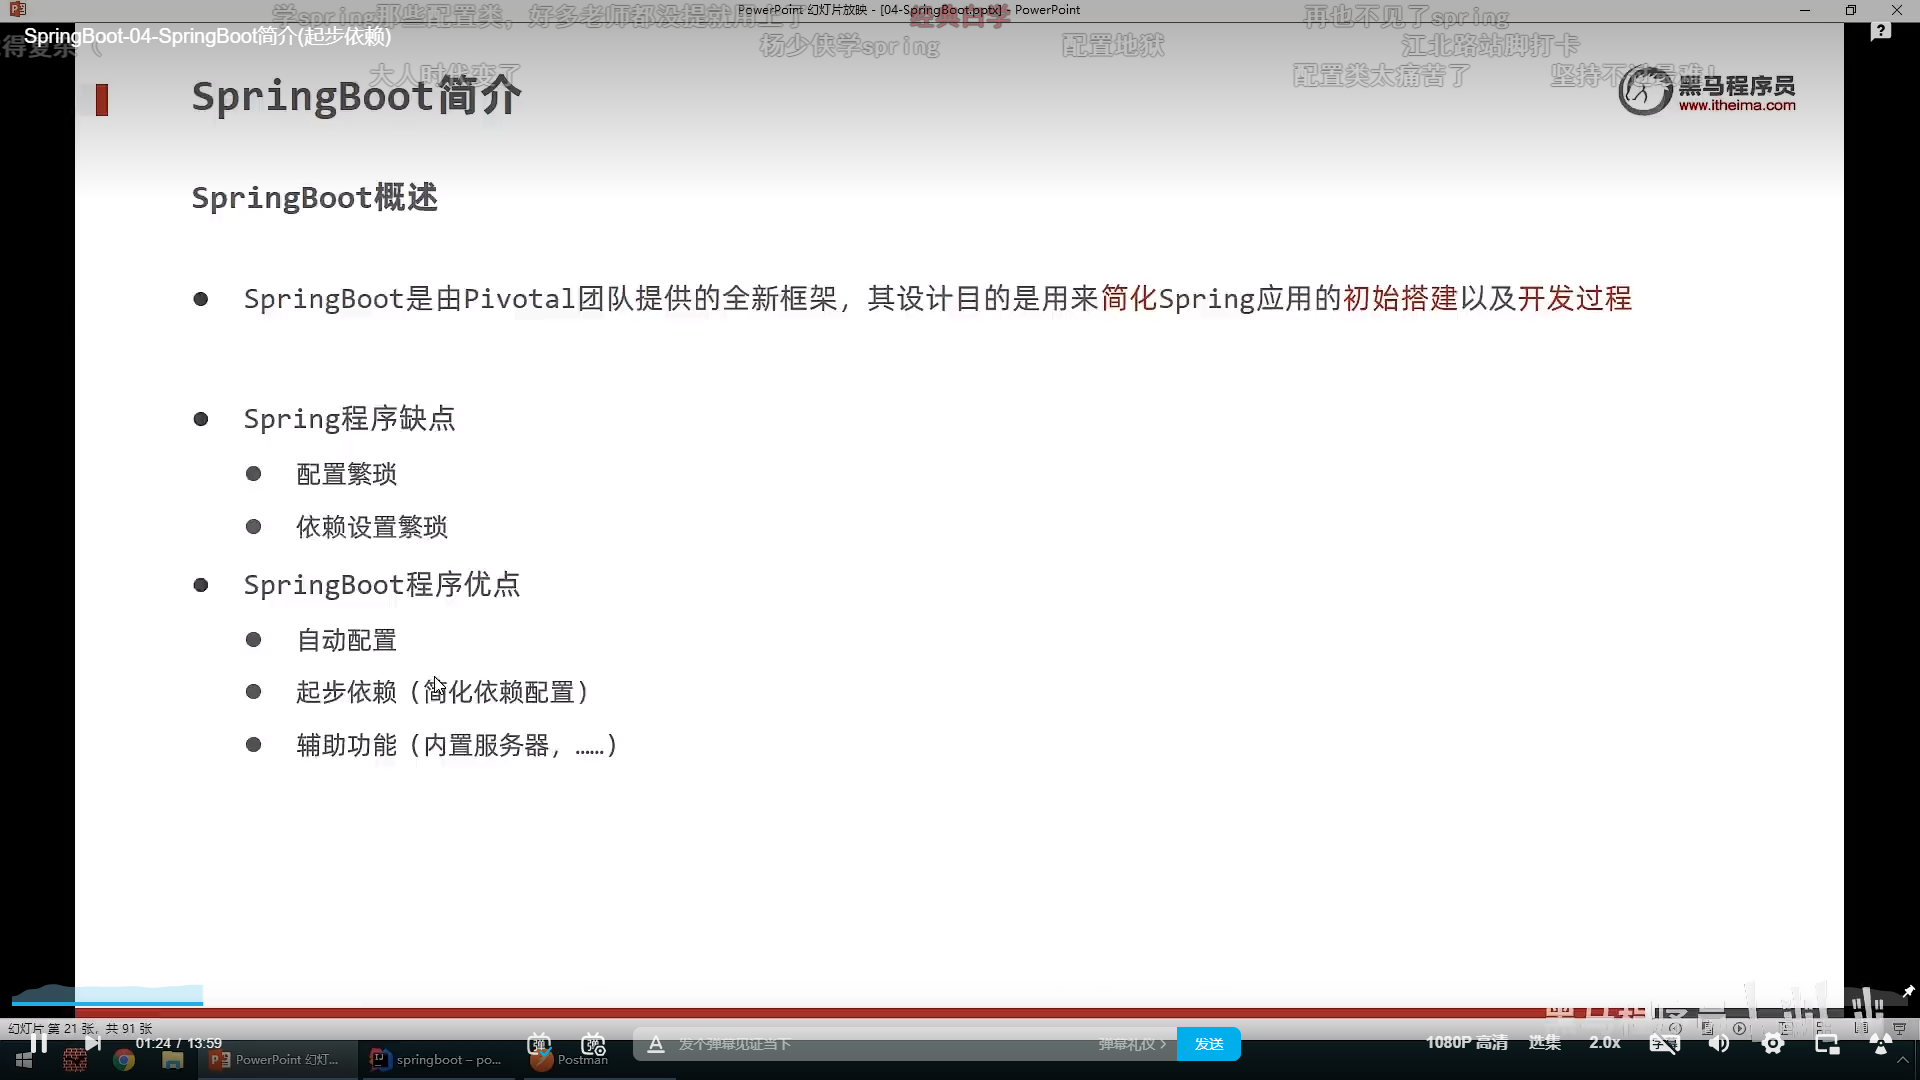 学spring那些配置类，好多老师都没提就用上了
PowerPoint 幻灯片放映 - [04-SpringBoot.pptx] - PowerPoint
经典白学
再也不见了spring
SpringBoot-04-SpringBoot简介(起步依赖)
杨少侠学spring
配置地狱
江北路站脚打卡
大人时代变了
配置类太痛苦了
SpringBoot简介
黑马程序员
www.itheima.com
SpringBoot概述
SpringBoot是由Pivotal团队提供的全新框架，其设计目的是用来简化Spring应用的初始搭建以及开发过程
Spring程序缺点
配置繁琐
依赖设置繁琐
SpringBoot程序优点
自动配置
起步依赖（简化依赖配置）
辅助功能（内置服务器，……）
幻灯片 第 21 张，共 91 张
01:24 / 13:59
发个弹幕见证当下
弹幕礼仪
发送
1080P 高清
选集
2.0x
PowerPoint 幻灯...
springboot – po...
Postman